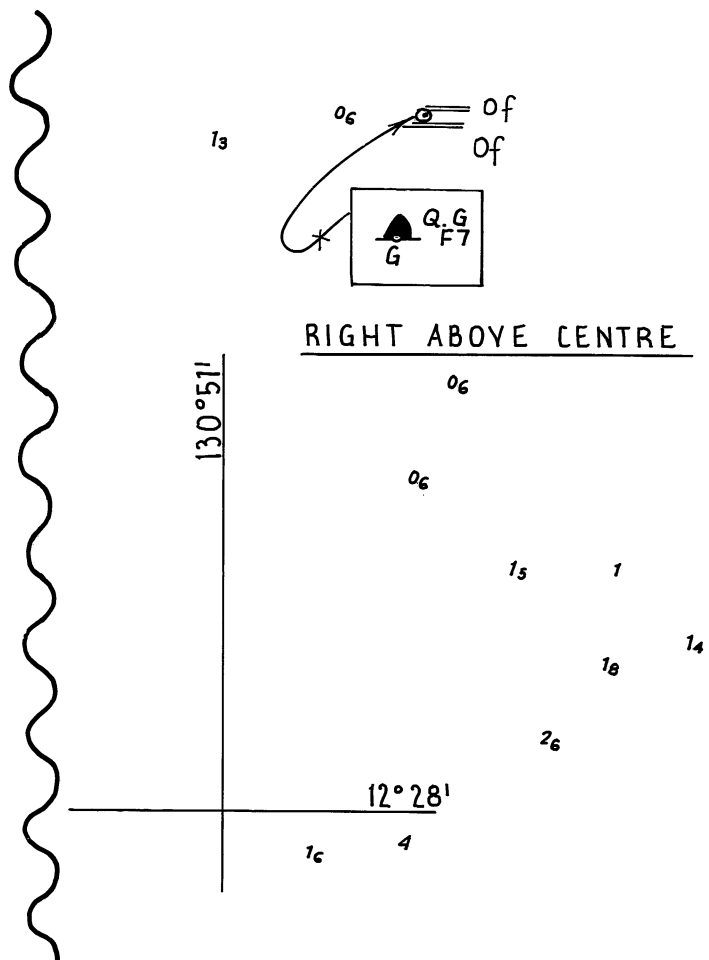 0₆ Of
1₃
Of
Q.G
F7
G
RIGHT ABOVE CENTRE
130°51'
0₆
0₆
1₅ 1
1₄
1₈
2₆
12°28'
1₆ 4